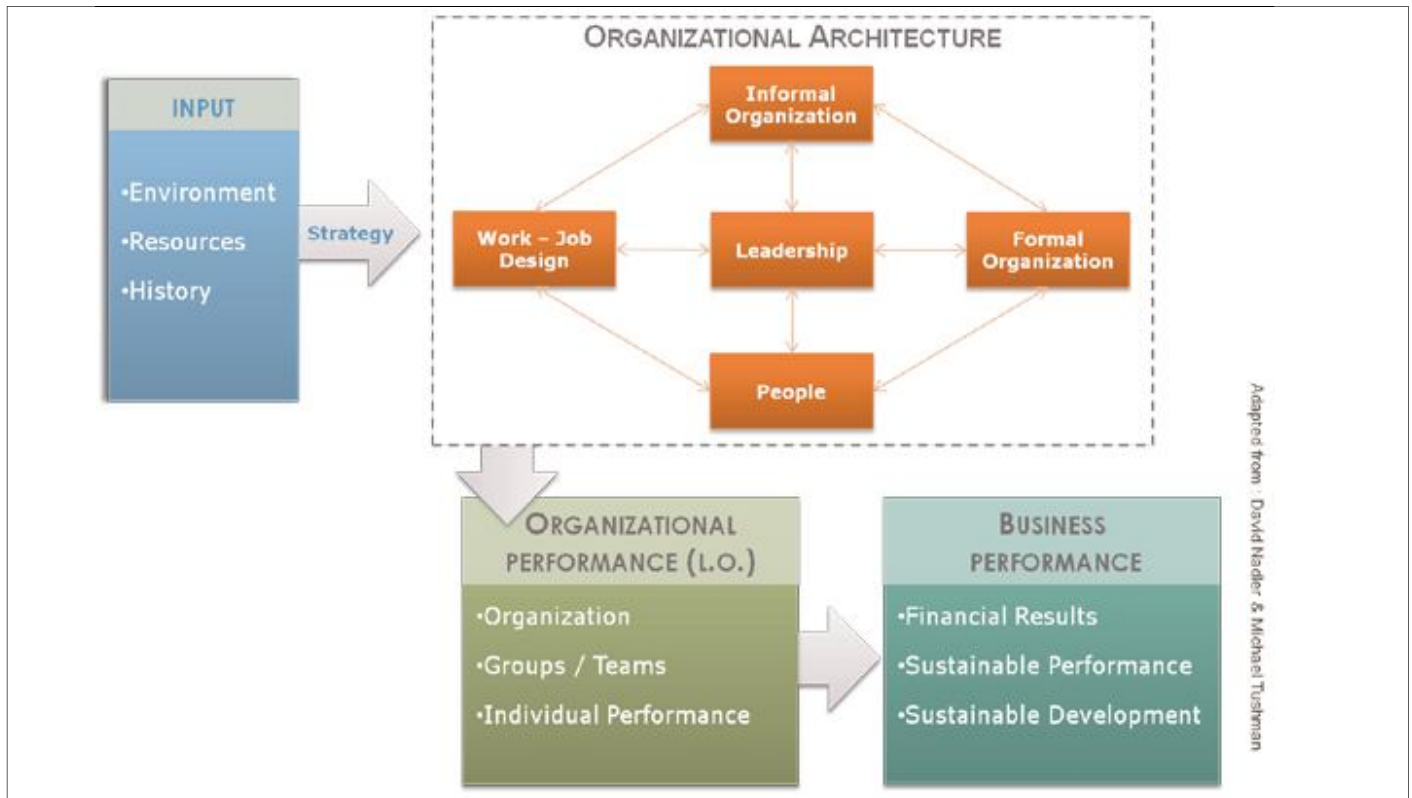 ORGANIZATIONAL ARCHITECTURE
INPUT
•Environment
•Resources
•History
Strategy
Informal
Organization
Work – Job
Design
Leadership
Formal
Organization
People
ORGANIZATIONAL
PERFORMANCE (L.O.)
•Organization
•Groups / Teams
•Individual Performance
BUSINESS
PERFORMANCE
•Financial Results
•Sustainable Performance
•Sustainable Development
Adapted from : David Nadler & Michael Tushman